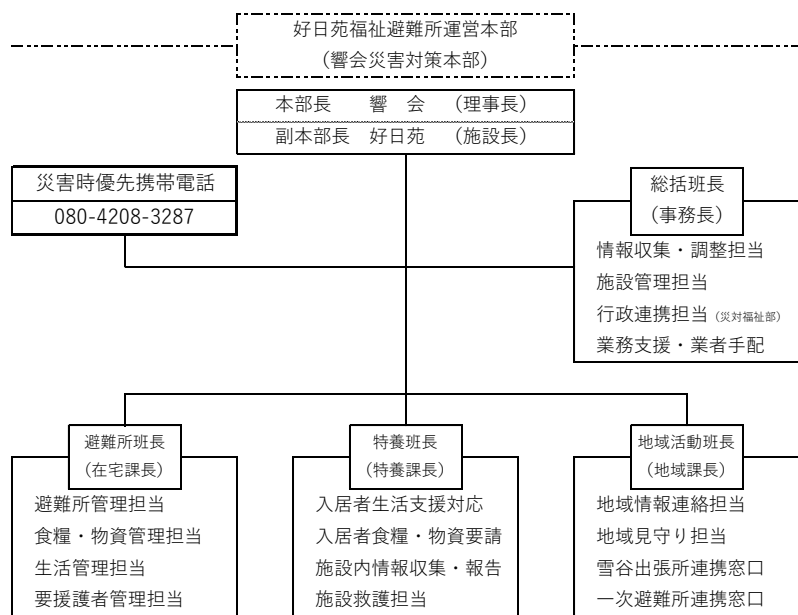 好日苑福祉避難所運営本部
（響会災害対策本部）
本部長　響　会　（理事長）
副本部長　好日苑　（施設長）
災害時優先携帯電話
080-4208-3287
総括班長
（事務長）
情報収集・調整担当
施設管理担当
行政連携担当（災対福祉部）
業務支援・業者手配
避難所班長
（在宅課長）
避難所管理担当
食糧・物資管理担当
生活管理担当
要援護者管理担当
特養班長
（特養課長）
入居者生活支援対応
入居者食糧・物資要請
施設内情報収集・報告
施設救護担当
地域活動班長
（地域課長）
地域情報連絡担当
地域見守り担当
雪谷出張所連携窓口
一次避難所連携窓口